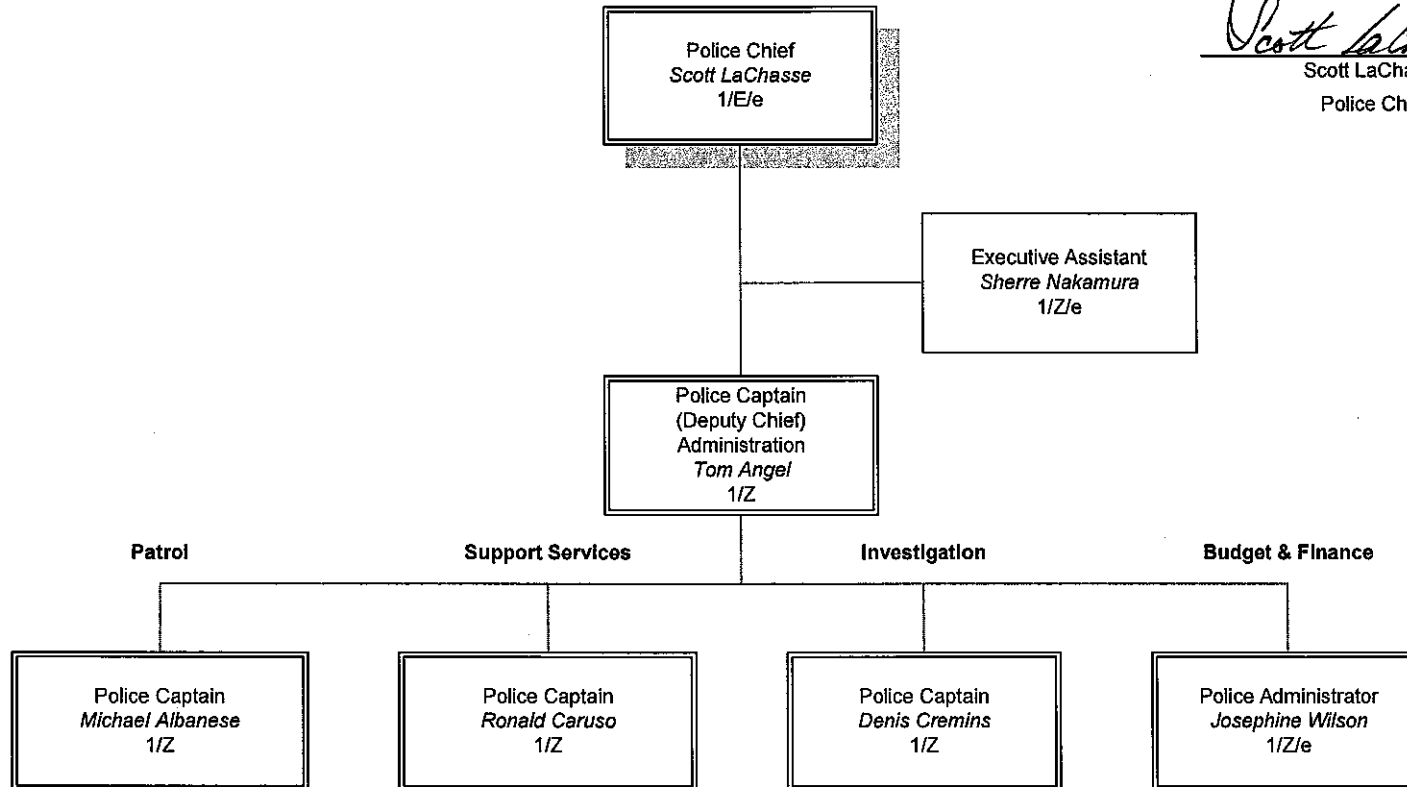 Police Chief
Scott LaChasse
1/E/e
Scott
Scott LaCha
Police Ch
Executive Assistant
Sherre Nakamura
1/Z/e
Police Captain
(Deputy Chief)
Administration
Tom Angel
1/Z
Patrol
Support Services
Investigation
Budget & Finance
Police Captain
Michael Albanese
1/Z
Police Captain
Ronald Caruso
1/Z
Police Captain
Denis Cremins
1/Z
Police Administrator
Josephine Wilson
1/Z/e